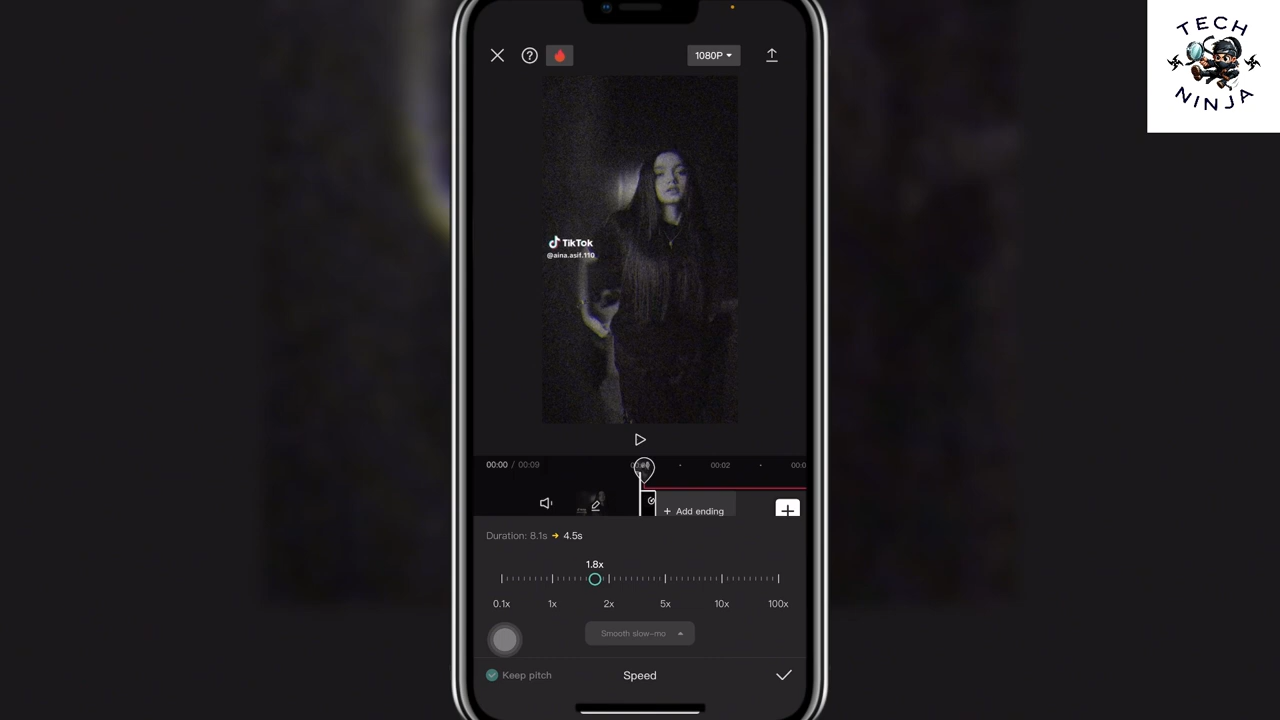 TECH
NINJA
1080P
TikTok
@aina.asif.110
00:00 / 00:09
00:02
+ Add ending
Duration: 8.1s → 4.5s
1.8x
0.1x 1x 2x 5x 10x 100x
Smooth slow-mo
Keep pitch
Speed